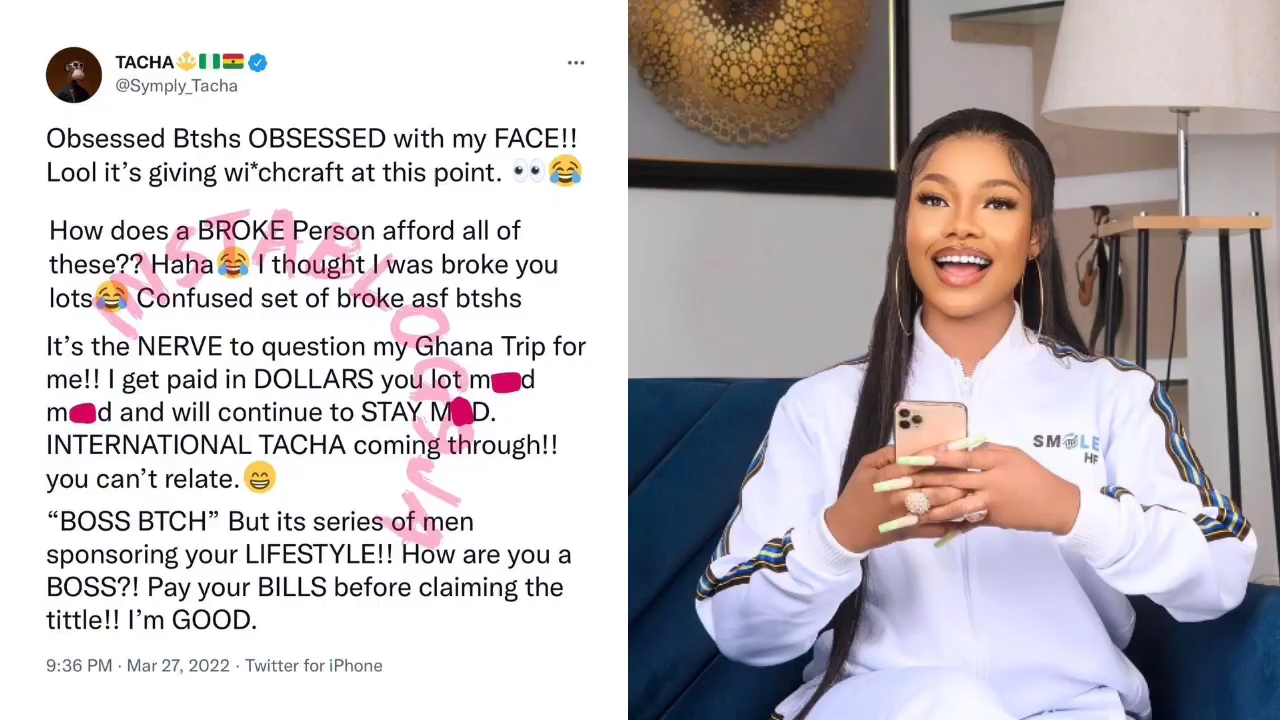 TACHA 🇳🇬🇬🇭
@Symply_Tacha
Obsessed Btshs OBSESSED with my FACE!!
Lool it’s giving wi*chcraft at this point. 👀😂
How does a BROKE Person afford all of
these?? Haha😂 I thought I was broke you
lots😂 Confused set of broke asf btshs
It’s the NERVE to question my Ghana Trip for
me!! I get paid in DOLLARS you lot m d
m d and will continue to STAY M D.
INTERNATIONAL TACHA coming through!!
you can’t relate.😁
“BOSS BTCH” But its series of men
sponsoring your LIFESTYLE!! How are you a
BOSS?! Pay your BILLS before claiming the
tittle!! I’m GOOD.
9:36 PM · Mar 27, 2022 · Twitter for iPhone
INSTABLOG9JA
SMILE
HP